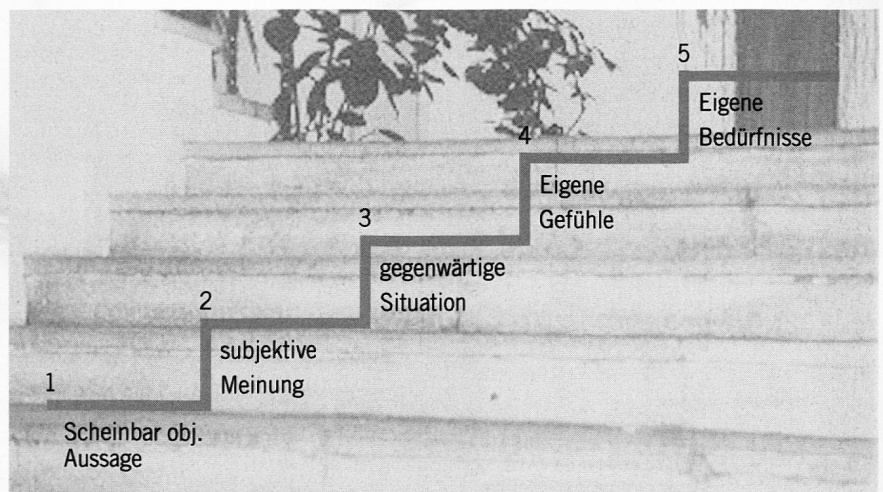 1
Scheinbar obj.
Aussage
2
subjektive
Meinung
3
gegenwärtige
Situation
4
Eigene
Gefühle
5
Eigene
Bedürfnisse